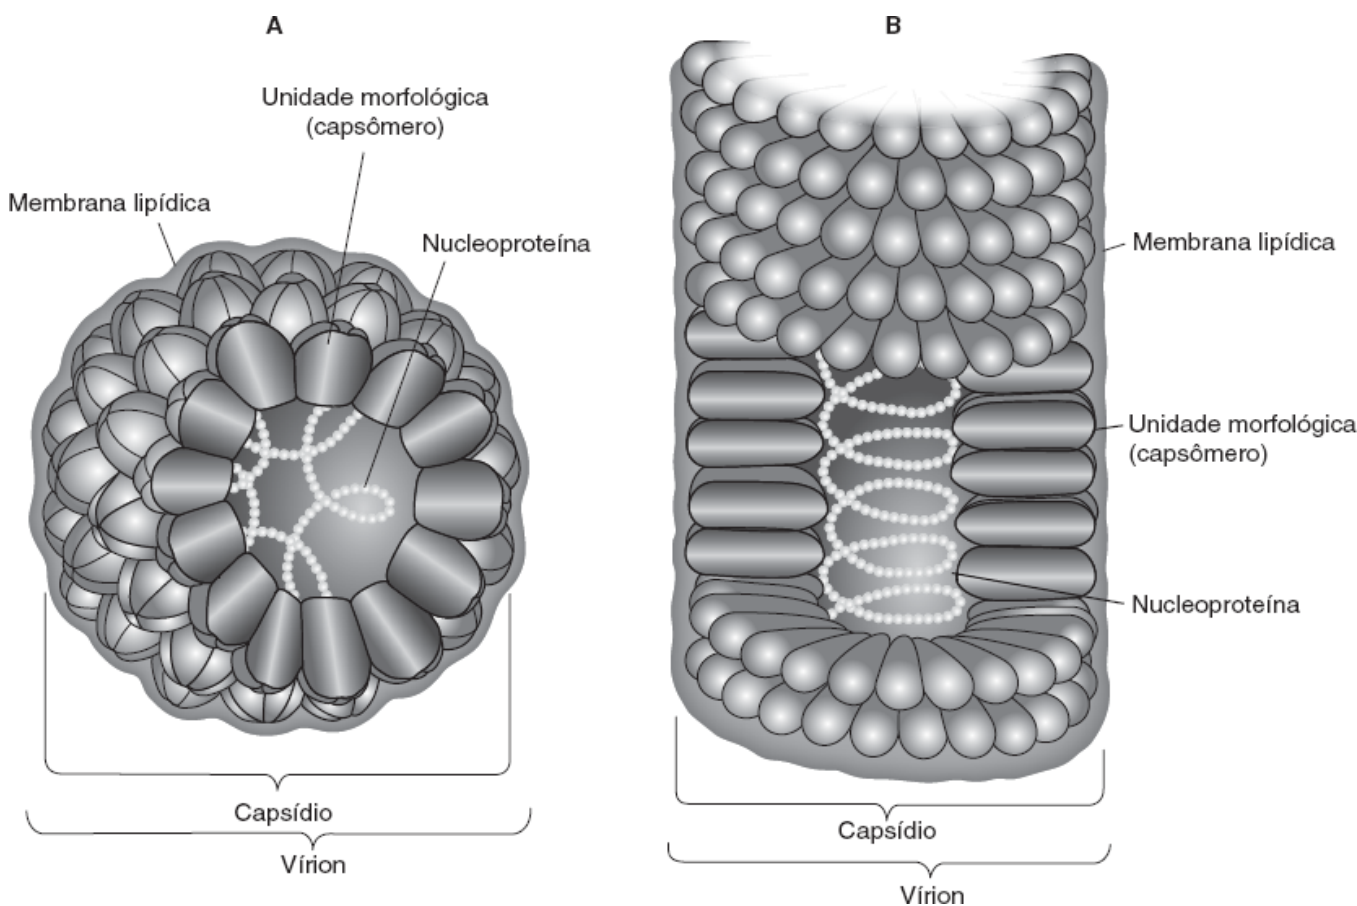 A
Unidade morfológica
(capsômero)
Membrana lipídica
Nucleoproteína
Capsídio
Vírion
B
Membrana lipídica
Unidade morfológica
(capsômero)
Nucleoproteína
Capsídio
Vírion